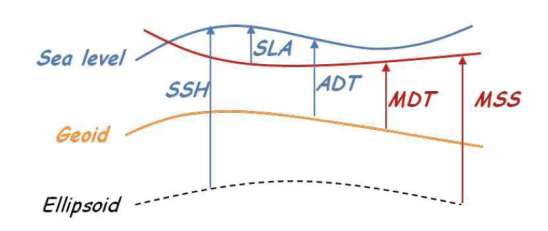 Sea level
SLA
SSH
ADT
MDT
MSS
Geoid
Ellipsoid